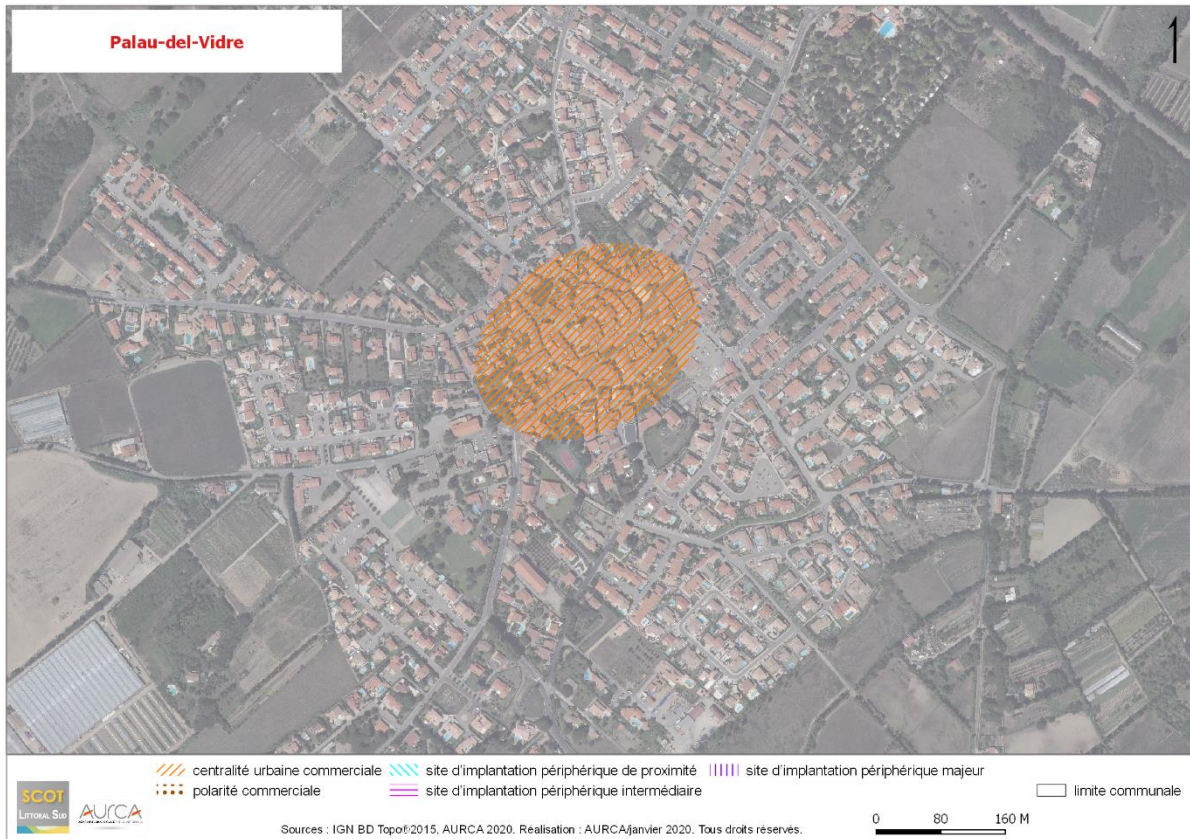 Palau-del-Vidre
centralité urbaine commerciale
site d'implantation périphérique de proximité
site d'implantation périphérique majeur
polarité commerciale
site d'implantation périphérique intermédiaire
limite communale
SCOT
LITTORAL SUD
AURCA
Sources : IGN BD Topo®2015, AURCA 2020. Réalisation : AURCA/janvier 2020. Tous droits réservés.
0 80 160 M